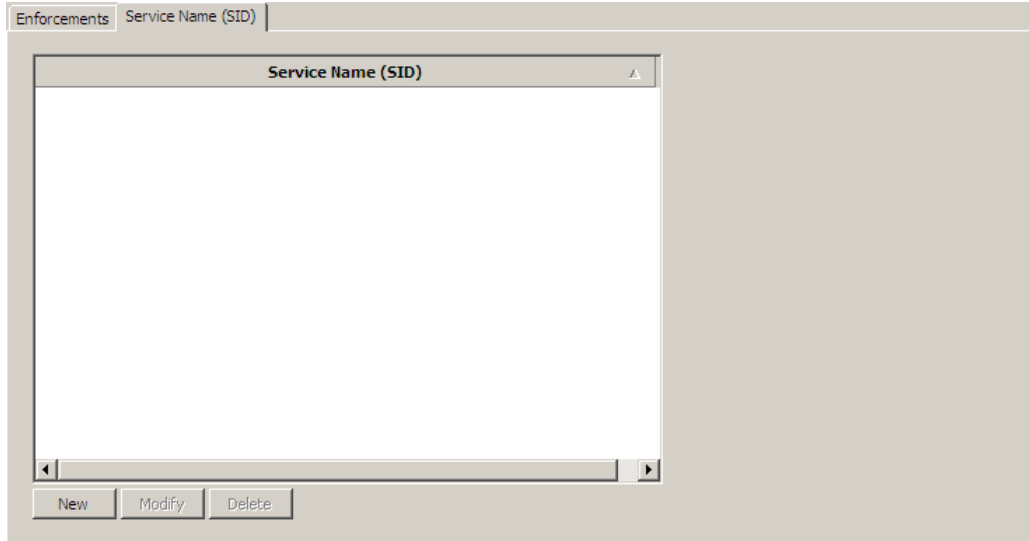 Enforcements Service Name (SID)
Service Name (SID)
New Modify Delete